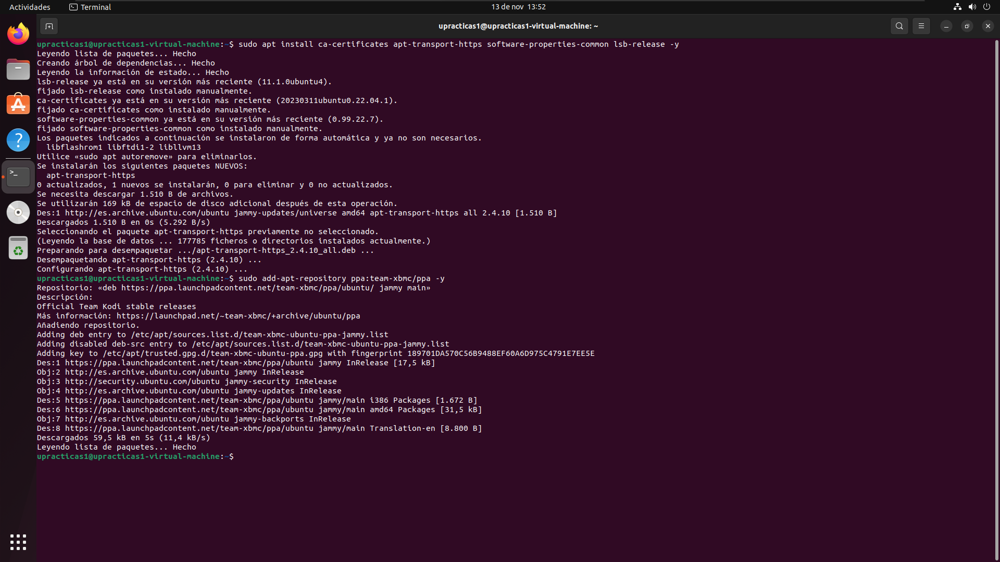 Actividades
Terminal
13 de nov 13:52
upracticas1@upracticas1-virtual-machine: ~
upracticas1@upracticas1-virtual-machine:~$ sudo apt install ca-certificates apt-transport-https software-properties-common lsb-release -y
Leyendo lista de paquetes... Hecho
Creando árbol de dependencias... Hecho
Leyendo la información de estado... Hecho
lsb-release ya está en su versión más reciente (11.1.0ubuntu4).
fijado lsb-release como instalado manualmente.
ca-certificates ya está en su versión más reciente (20230311ubuntu0.22.04.1).
fijado ca-certificates como instalado manualmente.
software-properties-common ya está en su versión más reciente (0.99.22.7).
fijado software-properties-common como instalado manualmente.
Los paquetes indicados a continuación se instalaron de forma automática y ya no son necesarios.
  libflashrom1 libftdi1-2 libllvm13
Utilice «sudo apt autoremove» para eliminarlos.
Se instalarán los siguientes paquetes NUEVOS:
  apt-transport-https
0 actualizados, 1 nuevos se instalarán, 0 para eliminar y 0 no actualizados.
Se necesita descargar 1.510 B de archivos.
Se utilizarán 169 kB de espacio de disco adicional después de esta operación.
Des:1 http://es.archive.ubuntu.com/ubuntu jammy-updates/universe amd64 apt-transport-https all 2.4.10 [1.510 B]
Descargados 1.510 B en 0s (5.292 B/s)
Seleccionando el paquete apt-transport-https previamente no seleccionado.
(Leyendo la base de datos ... 177785 ficheros o directorios instalados actualmente.)
Preparando para desempaquetar .../apt-transport-https_2.4.10_all.deb ...
Desempaquetando apt-transport-https (2.4.10) ...
Configurando apt-transport-https (2.4.10) ...
upracticas1@upracticas1-virtual-machine:~$ sudo add-apt-repository ppa:team-xbmc/ppa -y
Repositorio: «deb https://ppa.launchpadcontent.net/team-xbmc/ppa/ubuntu/ jammy main»
Descripción:
Official Team Kodi stable releases
Más información: https://launchpad.net/~team-xbmc/+archive/ubuntu/ppa
Añadiendo repositorio.
Adding deb entry to /etc/apt/sources.list.d/team-xbmc-ubuntu-ppa-jammy.list
Adding disabled deb-src entry to /etc/apt/sources.list.d/team-xbmc-ubuntu-ppa-jammy.list
Adding key to /etc/apt/trusted.gpg.d/team-xbmc-ubuntu-ppa.gpg with fingerprint 189701DA570C56B9488EF60A6D975C4791E7EE5E
Des:1 https://ppa.launchpadcontent.net/team-xbmc/ppa/ubuntu jammy InRelease [17,5 kB]
Obj:2 http://es.archive.ubuntu.com/ubuntu jammy InRelease
Obj:3 http://security.ubuntu.com/ubuntu jammy-security InRelease
Obj:4 http://es.archive.ubuntu.com/ubuntu jammy-updates InRelease
Des:5 https://ppa.launchpadcontent.net/team-xbmc/ppa/ubuntu jammy/main i386 Packages [1.672 B]
Des:6 https://ppa.launchpadcontent.net/team-xbmc/ppa/ubuntu jammy/main amd64 Packages [31,5 kB]
Obj:7 http://es.archive.ubuntu.com/ubuntu jammy-backports InRelease
Des:8 https://ppa.launchpadcontent.net/team-xbmc/ppa/ubuntu jammy/main Translation-en [8.800 B]
Descargados 59,5 kB en 5s (11,4 kB/s)
Leyendo lista de paquetes... Hecho
upracticas1@upracticas1-virtual-machine:~$